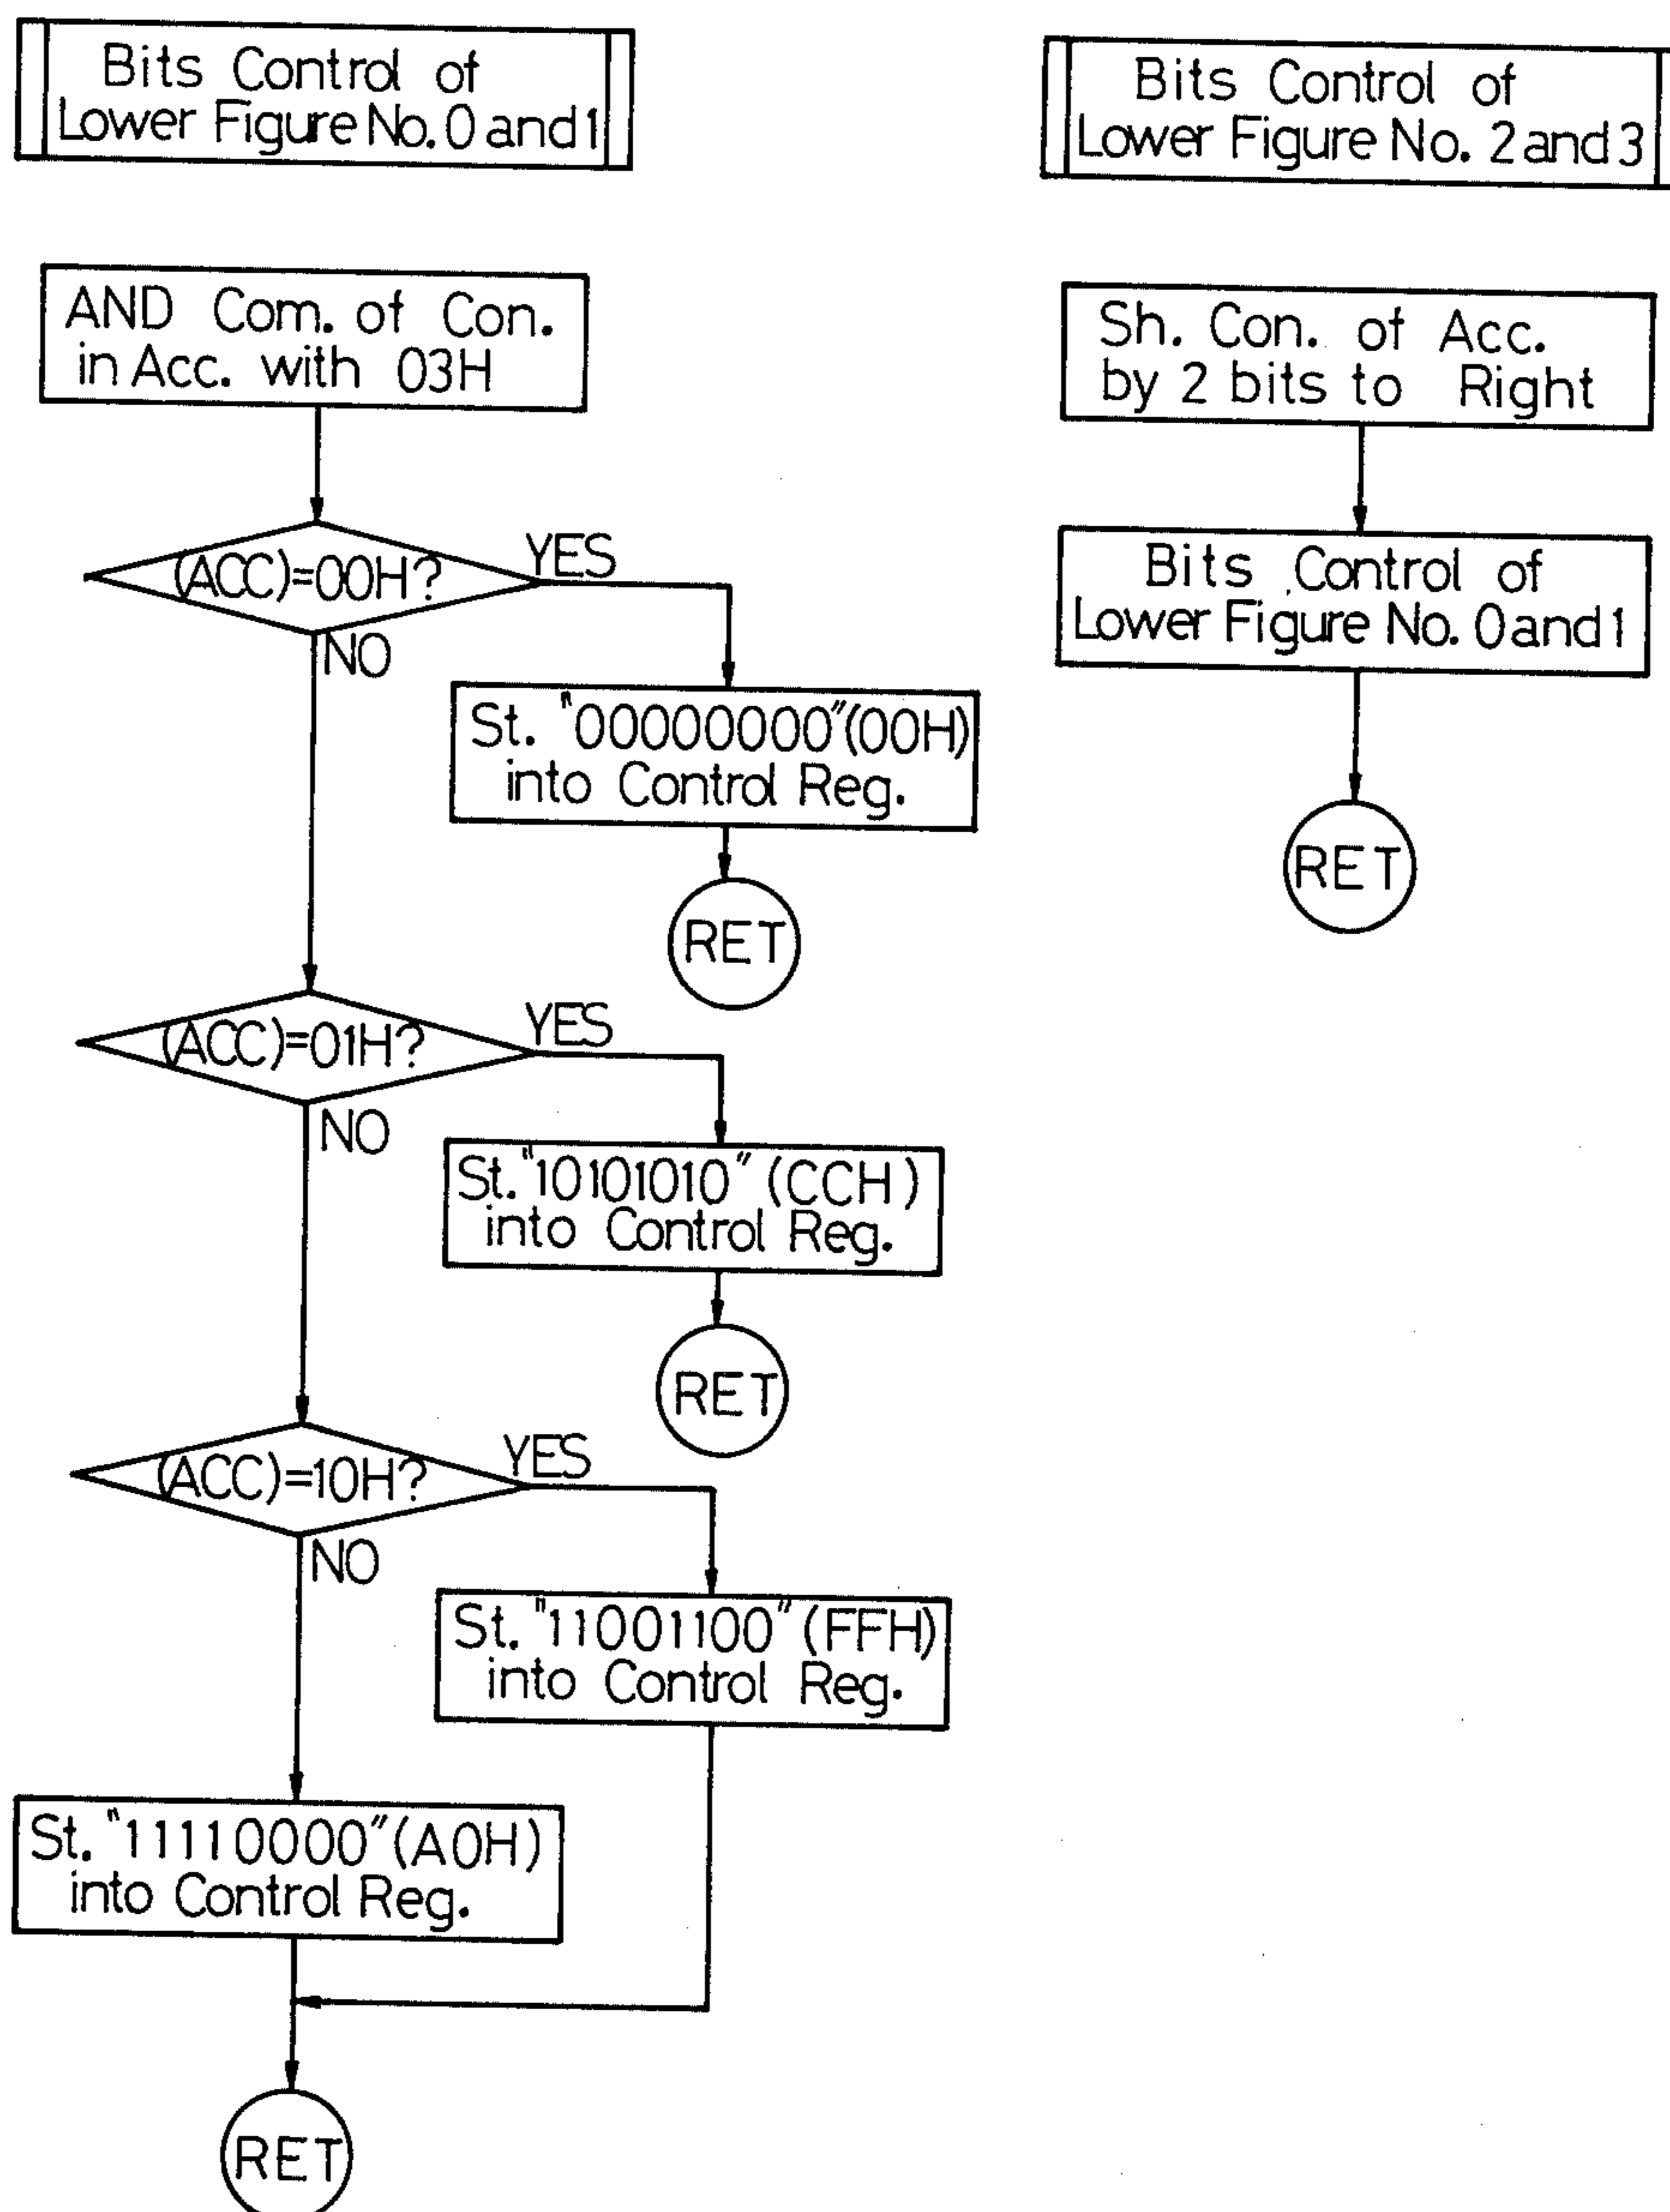 Bits Control of
Lower Figure No. 0 and 1
AND Com. of Con.
in Acc. with 03H
(ACC)=00H?
YES
NO
St. "00000000" (00H)
into Control Reg.
RET
(ACC)=01H?
YES
NO
St. "10101010" (CCH)
into Control Reg.
RET
(ACC)=10H?
YES
NO
St. "11001100" (FFH)
into Control Reg.
St. "11110000" (A0H)
into Control Reg.
RET
Bits Control of
Lower Figure No. 2 and 3
Sh. Con. of Acc.
by 2 bits to Right
Bits Control of
Lower Figure No. 0 and 1
RET